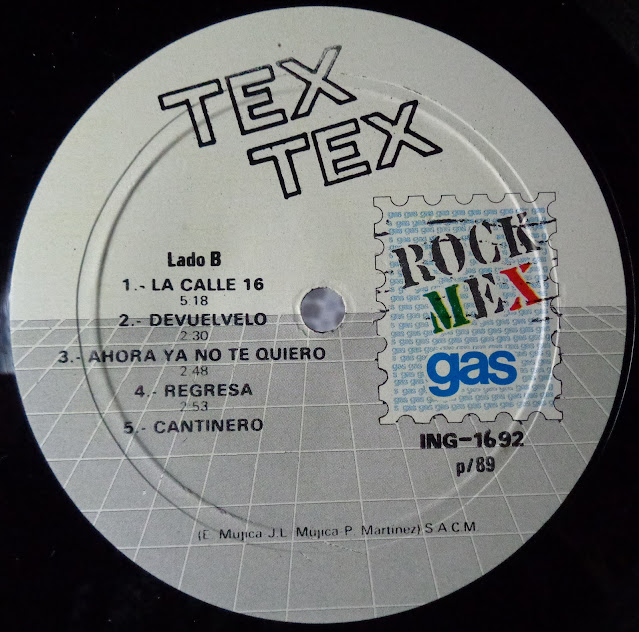 TEX
TEX
Lado B
1.- LA CALLE 16
5:18
2.- DEVUELVELO
2:30
3.- AHORA YA NO TE QUIERO
2:48
4.- REGRESA
2:53
5.- CANTINERO
ROCK
MEX
gas
ING-1692
p/89
(E. Mujica-J.L. Mujica-P. Martinez) S.A.C.M.